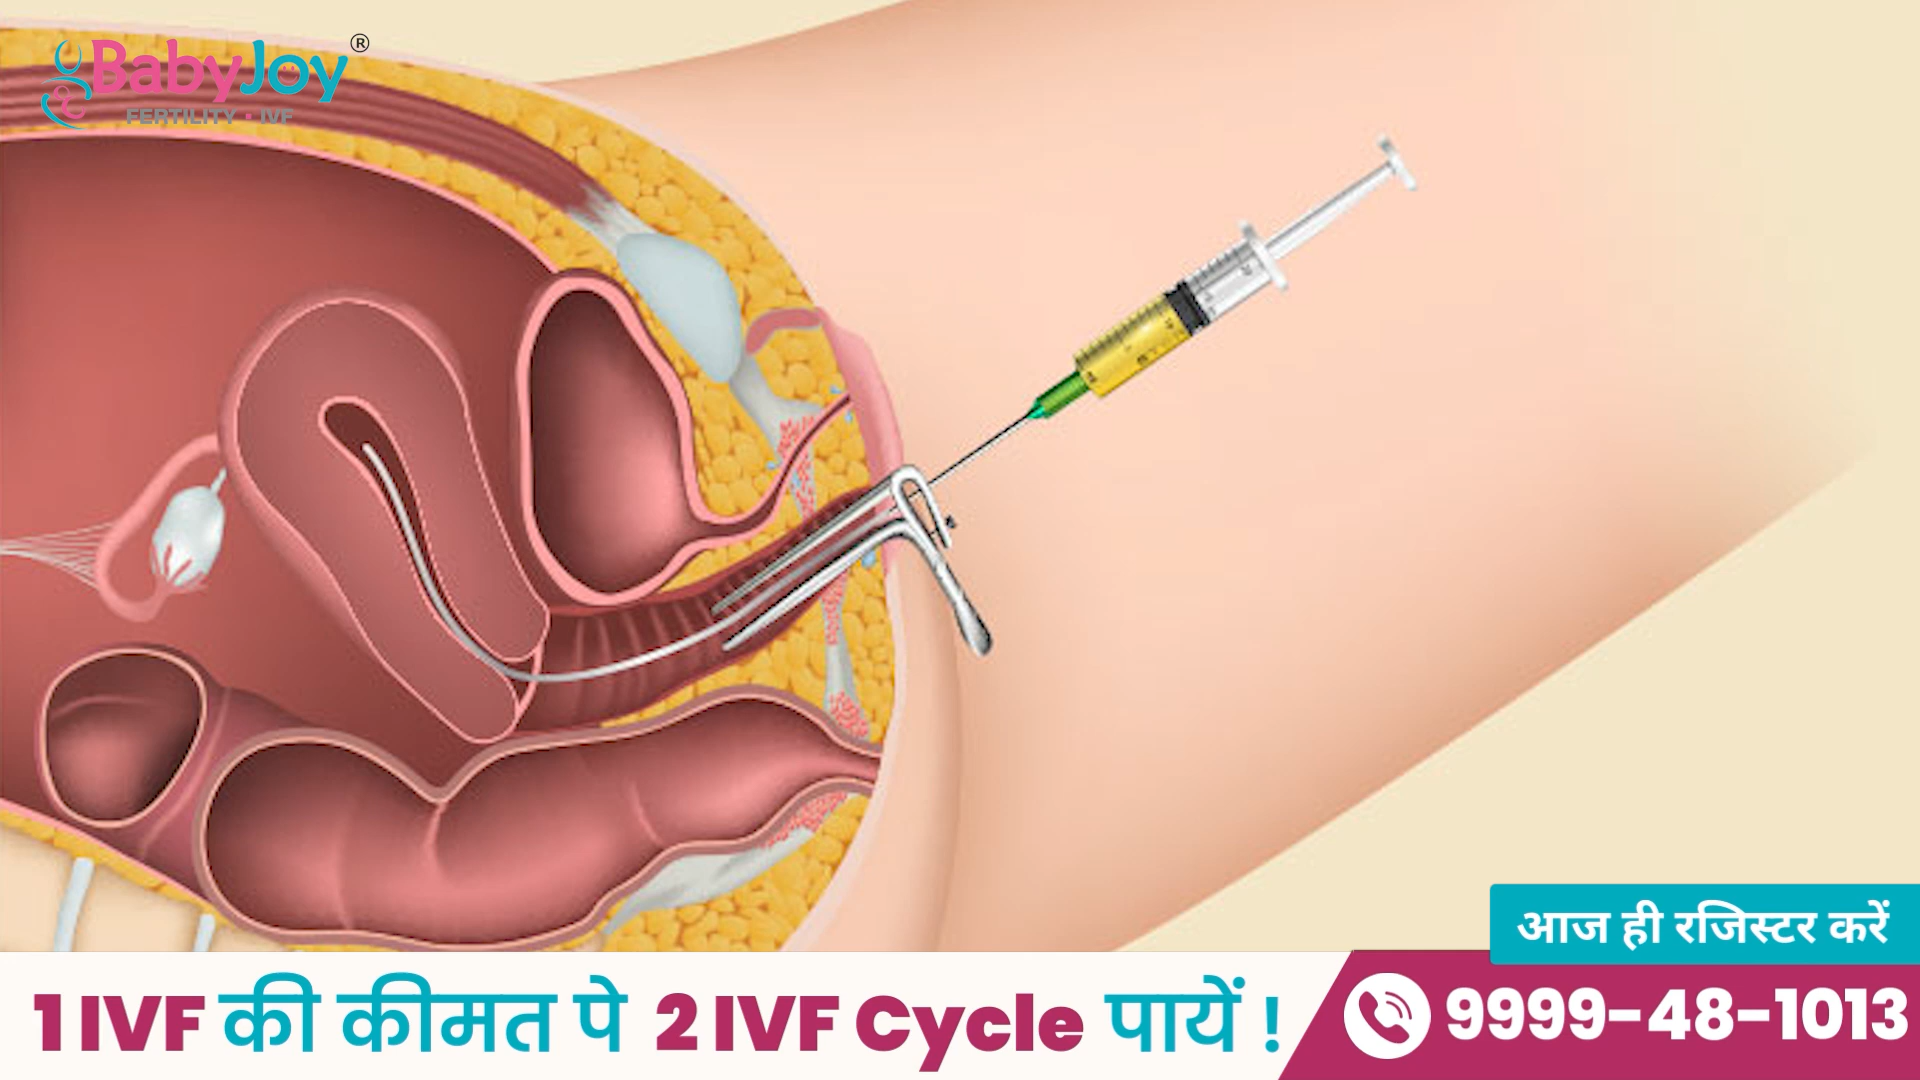 BabyJoy®
FERTILITY • IVF
आज ही रजिस्टर करें
1 IVF की कीमत पे 2 IVF Cycle पायें !
9999-48-1013